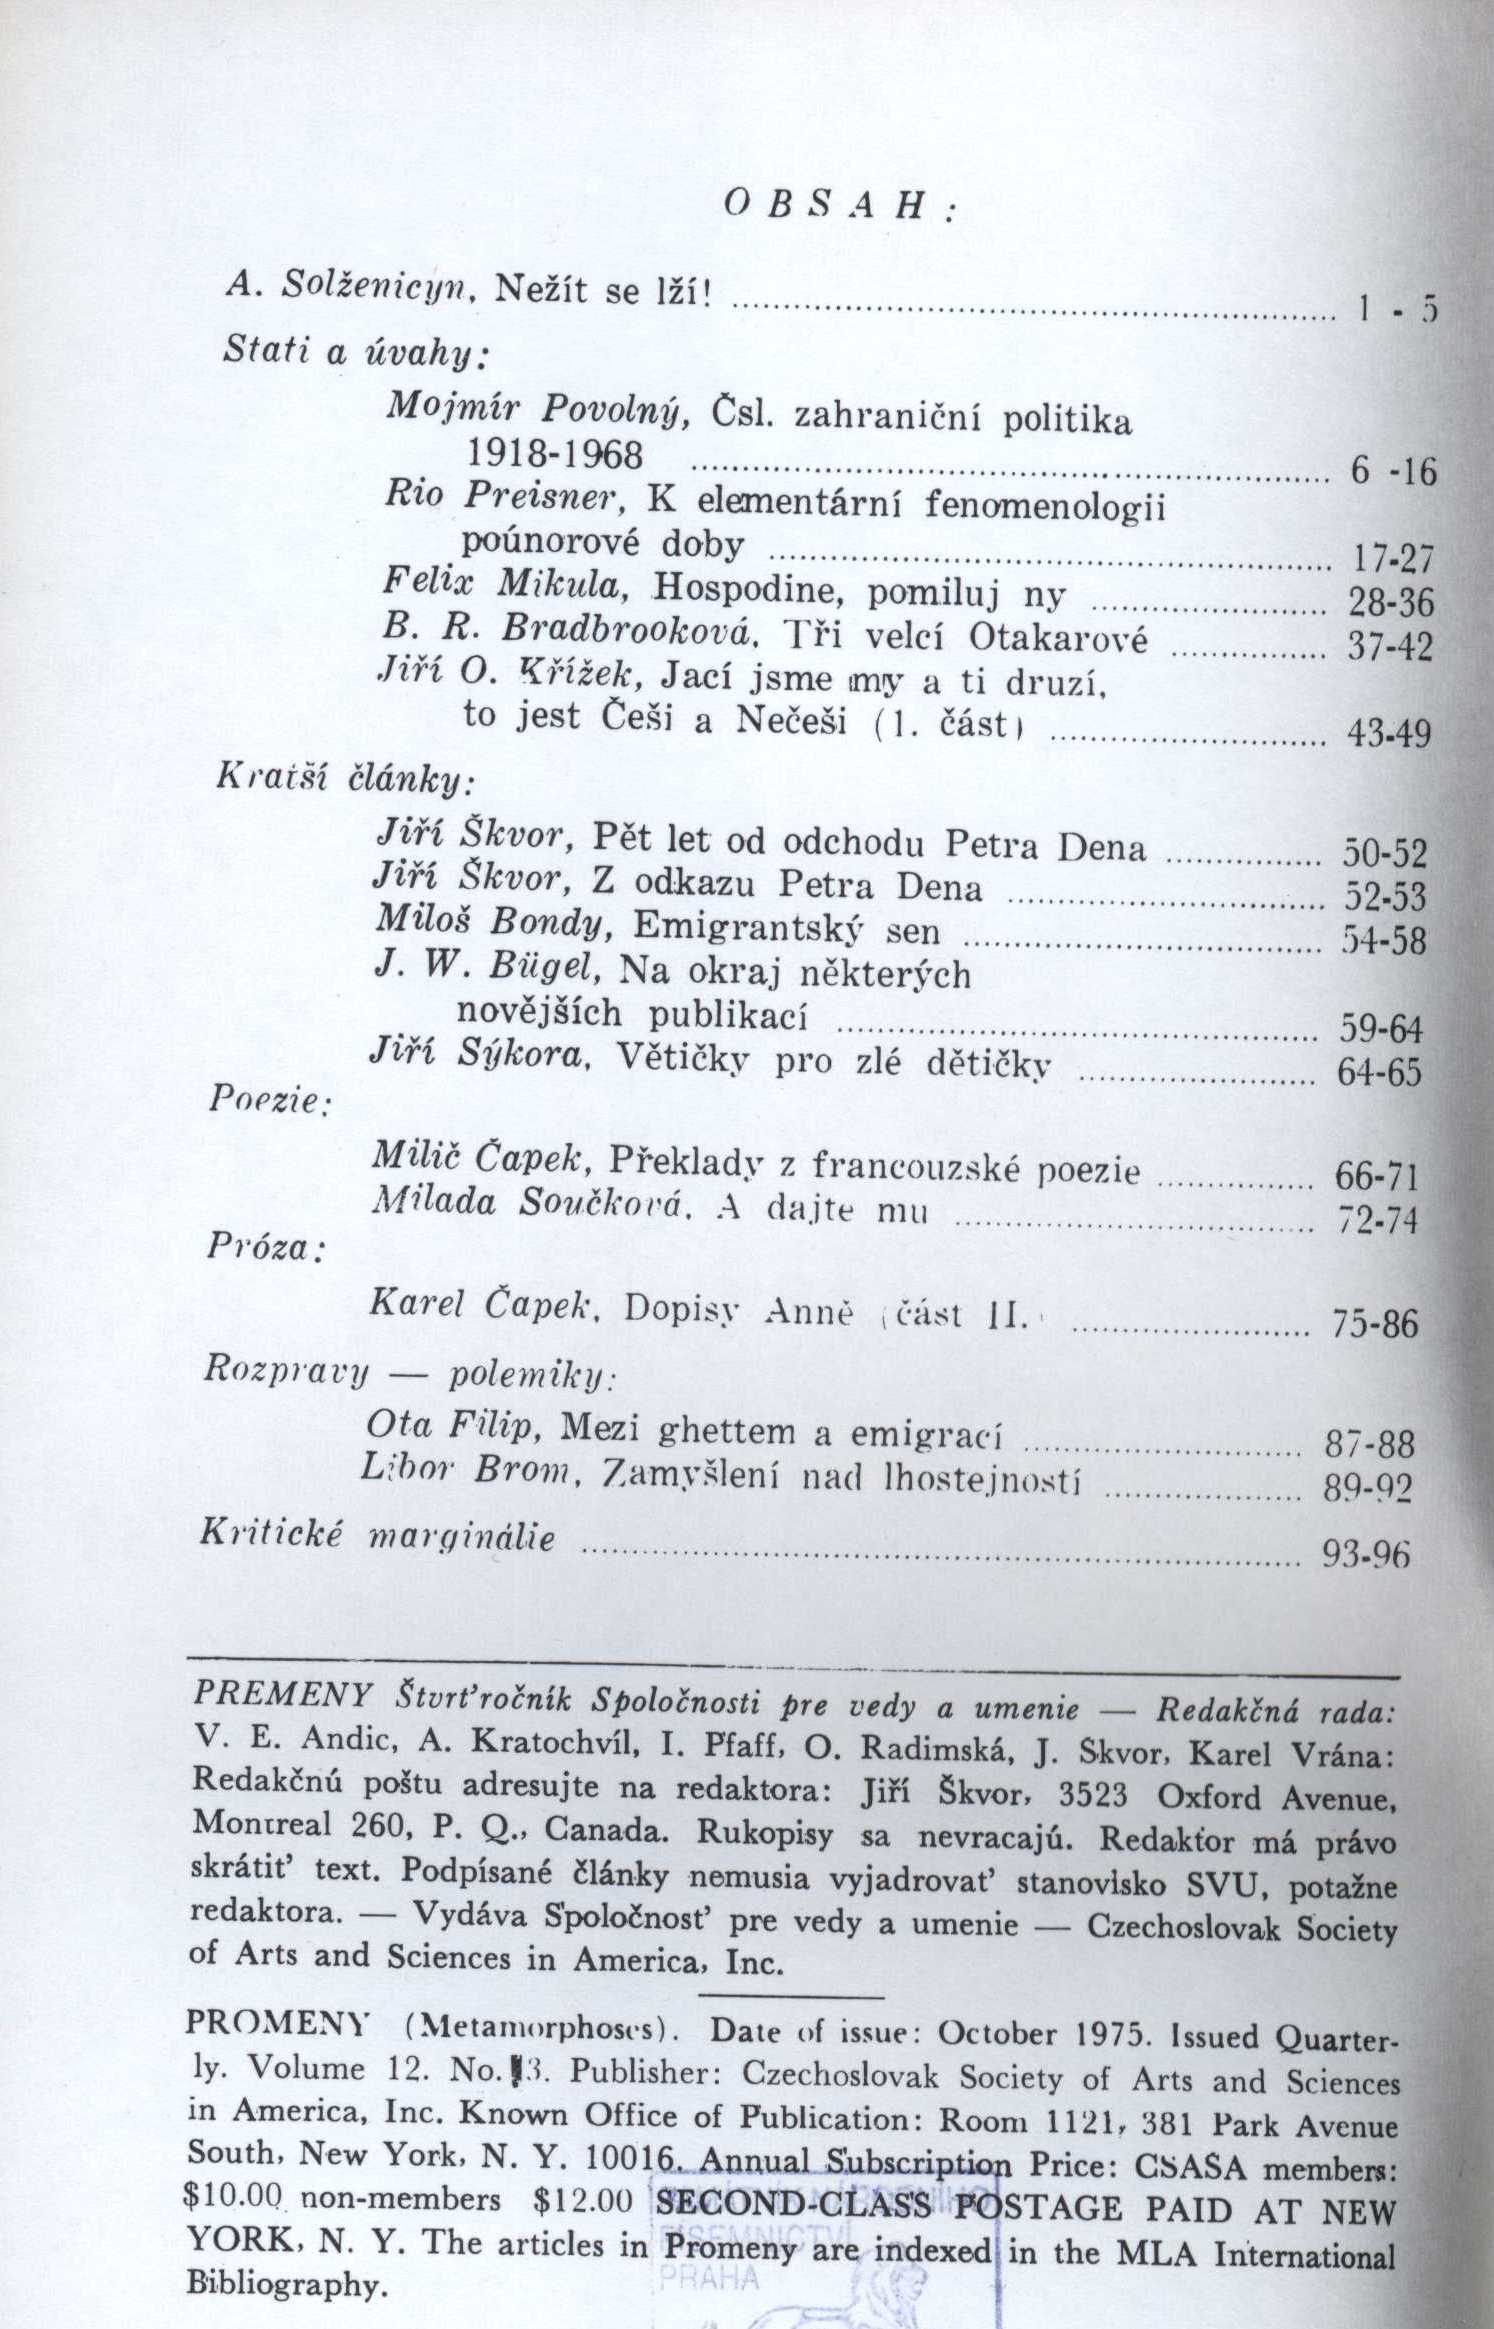 OBSAH:
A. Solženicyn, Nežít se lží! ........ 1 - 5
Stati a úvahy:
Mojmír Povolný, Čsl. zahraniční politika
1918-1968 ........ 6 -16
Rio Preisner, K elementární fenomenologii
poúnorové doby ........ 17-27
Felix Mikula, Hospodine, pomiluj ny ........ 28-36
B. R. Bradbrooková, Tři velcí Otakarové ........ 37-42
Jiří O. Křížek, Jací jsme my a ti druzí,
to jest Češi a Nečeši (1. část) ........ 43-49
Kratší články:
Jiří Škvor, Pět let od odchodu Petra Dena ........ 50-52
Jiří Škvor, Z odkazu Petra Dena ........ 52-53
Miloš Bondy, Emigrantský sen ........ 54-58
J. W. Bügel, Na okraj některých
novějších publikací ........ 59-64
Jiří Sýkora, Větičky pro zlé dětičky ........ 64-65
Poezie:
Milič Čapek, Překlady z francouzské poezie ........ 66-71
Milada Součková, A dajte mu ........ 72-74
Próza:
Karel Čapek, Dopisy Anně (část II.) ........ 75-86
Rozpravy — polemiky:
Ota Filip, Mezi ghettem a emigrací ........ 87-88
Libor Brom, Zamyšlení nad lhostejností ........ 89-92
Kritické marginálie ........ 93-96
PREMENY Štvrt'ročník Spoločnosti pre vedy a umenie — Redakčná rada:
V. E. Andic, A. Kratochvíl, I. Pfaff, O. Radimská, J. Skvor, Karel Vrána:
Redakčnú poštu adresujte na redaktora: Jiří Škvor, 3523 Oxford Avenue,
Montreal 260, P. Q., Canada. Rukopisy sa nevracajú. Redaktor má právo
skrátit' text. Podpísané články nemusia vyjadrovat' stanovisko SVU, potažne
redaktora. — Vydáva Spoločnost' pre vedy a umenie — Czechoslovak Society
of Arts and Sciences in America, Inc.
PROMENY (Metamorphoses). Date of issue: October 1975. Issued Quarter-
ly. Volume 12. No. 3. Publisher: Czechoslovak Society of Arts and Sciences
in America, Inc. Known Office of Publication: Room 1121, 381 Park Avenue
South, New York, N. Y. 10016. Annual Subscription Price: CSASA members:
$10.00 non-members $12.00 SECOND-CLASS POSTAGE PAID AT NEW
YORK, N. Y. The articles in Promeny are indexed in the MLA International
Bibliography.
PÍSEMNICTVÍ
PRAHA